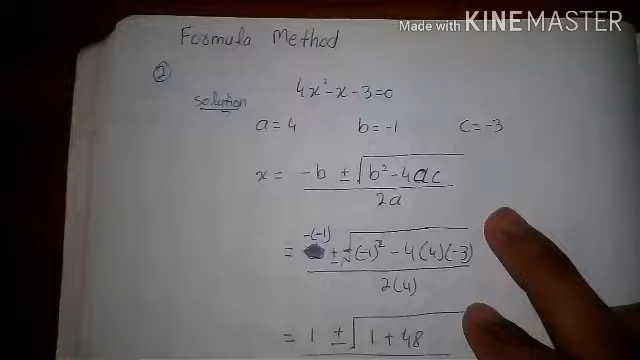 Made with KINEMASTER
Formula Method
②
4x²-x-3=0
solution
a=4 b=-1 c=-3
x= -b ± √b²-4ac
2a
= -(-1) ± √(-1)²-4(4)(-3)
2(4)
= 1 ± √1+48